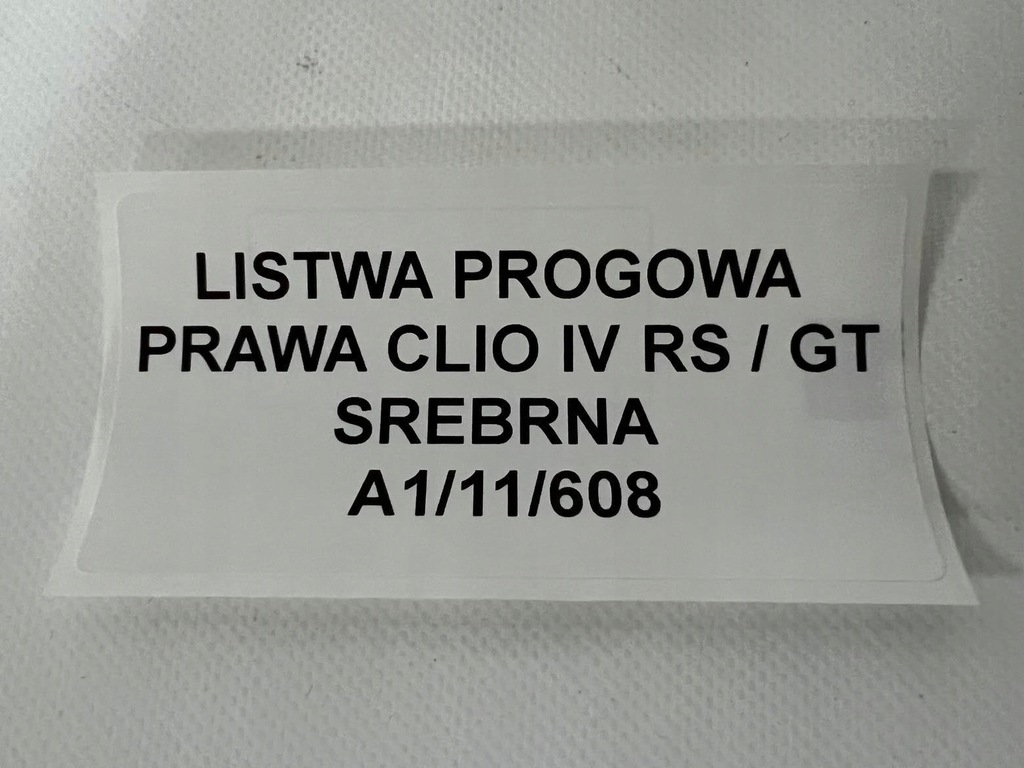 LISTWA PROGOWA
PRAWA CLIO IV RS / GT
SREBRNA
A1/11/608